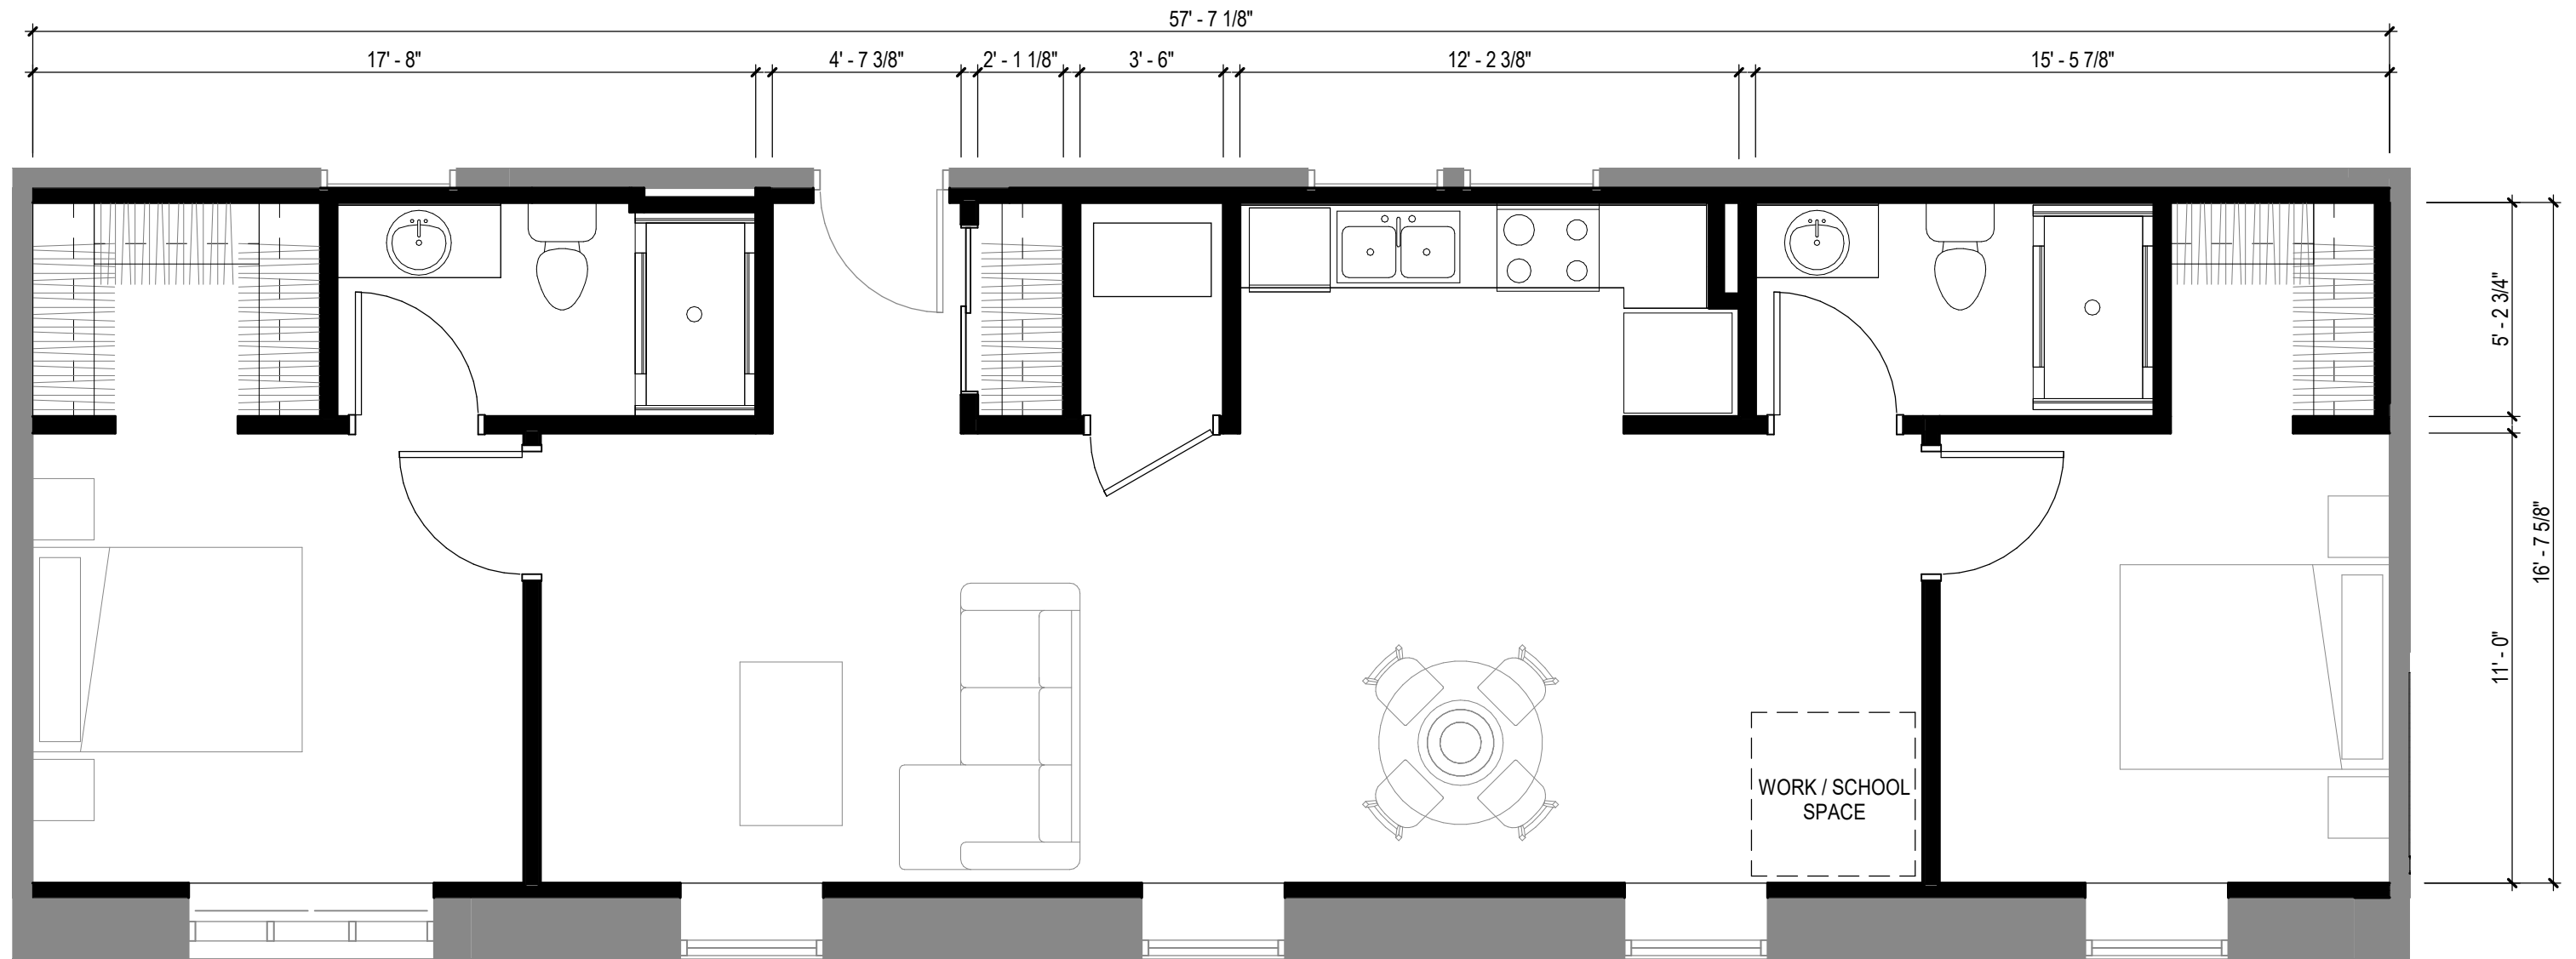 57' - 7 1/8"
17' - 8"
4' - 7 3/8"
2' - 1 1/8"
3' - 6"
12' - 2 3/8"
15' - 5 7/8"
5' - 2 3/4"
16' - 7 5/8"
11' - 0"
WORK / SCHOOL
SPACE